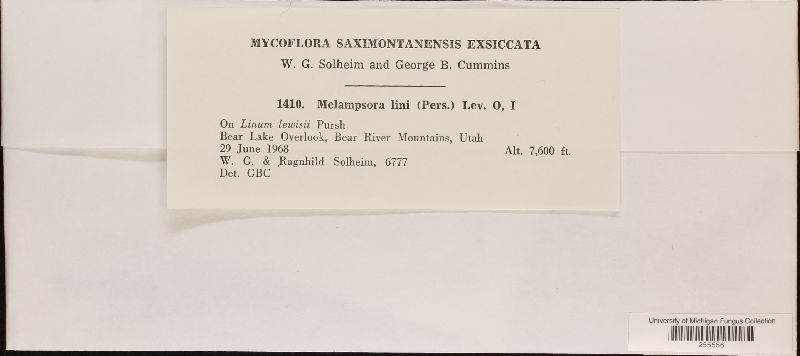 MYCOFLORA SAXIMONTANENSIS EXSICCATA
W. G. Solheim and George B. Cummins
1410. Melampsora lini (Pers.) Lev. O, I
On Linum lewisii Pursh
Bear Lake Overlook, Bear River Mountains, Utah
29 June 1968 Alt. 7,600 ft.
W. G. & Ragnhild Solheim, 6777
Det. GBC
University of Michigan Fungus Collection
255556